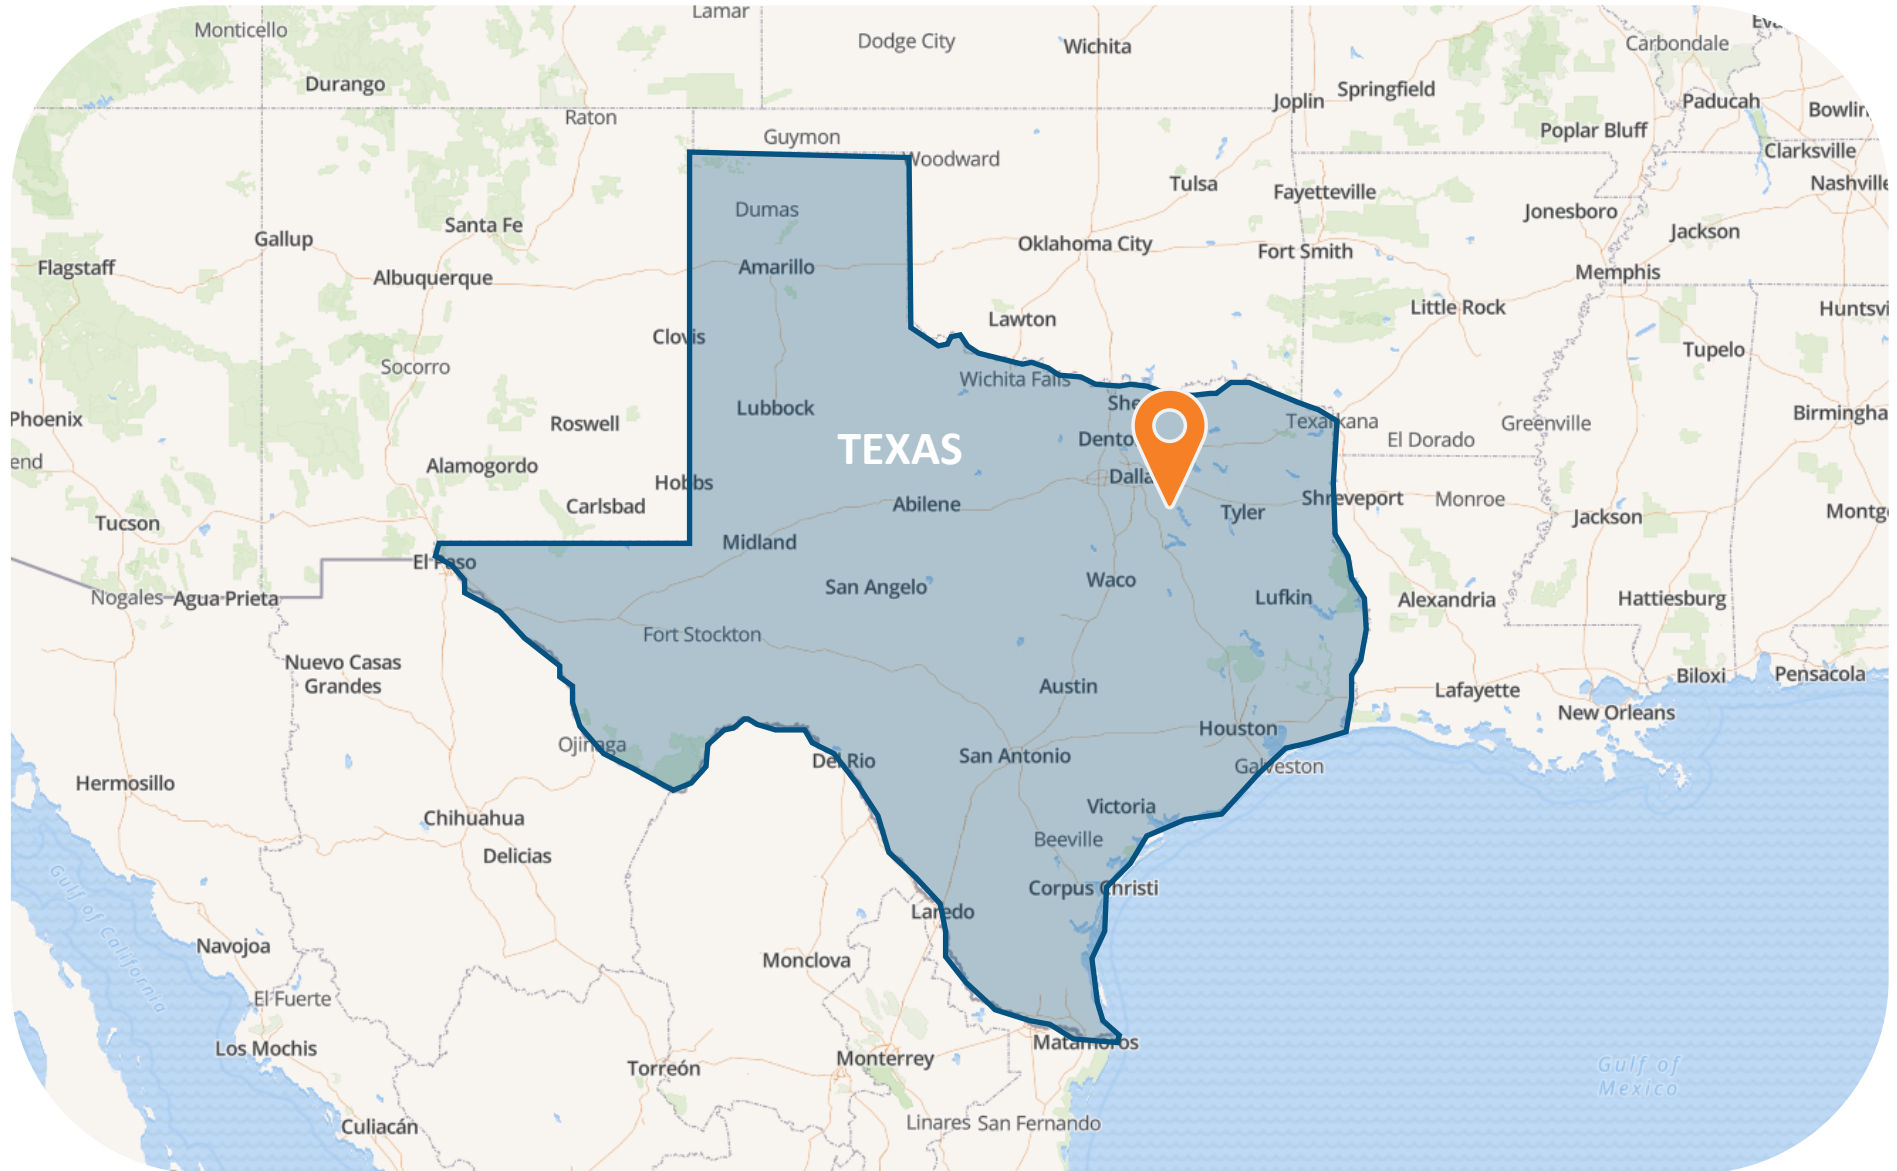 Lamar
Monticello
Dodge City
Wichita
Carbondale
Durango
Springfield
Joplin
Paducah
Raton
Guymon
Poplar Bluff
Clarksville
Woodward
Tulsa
Fayetteville
Nashville
Dumas
Santa Fe
Jonesboro
Gallup
Oklahoma City
Fort Smith
Jackson
Flagstaff
Albuquerque
Amarillo
Memphis
Little Rock
Lawton
Clovis
Tupelo
Socorro
Wichita Falls
Lubbock
Phoenix
Roswell
Texarkana
Greenville
TEXAS
El Dorado
Alamogordo
Hobbs
Carlsbad
Abilene
Shreveport
Monroe
Tucson
Tyler
Jackson
Midland
El Paso
San Angelo
Waco
Nogales
Agua Prieta
Lufkin
Alexandria
Hattiesburg
Fort Stockton
Nuevo Casas
Grandes
Austin
Lafayette
Biloxi
Pensacola
New Orleans
Houston
Ojinaga
Del Rio
San Antonio
Galveston
Hermosillo
Chihuahua
Victoria
Beeville
Delicias
Corpus Christi
Laredo
Gulf of California
Navojoa
Monclova
El Fuerte
Los Mochis
Matamoros
Monterrey
Torreón
Gulf of
Mexico
Culiacán
Linares
San Fernando